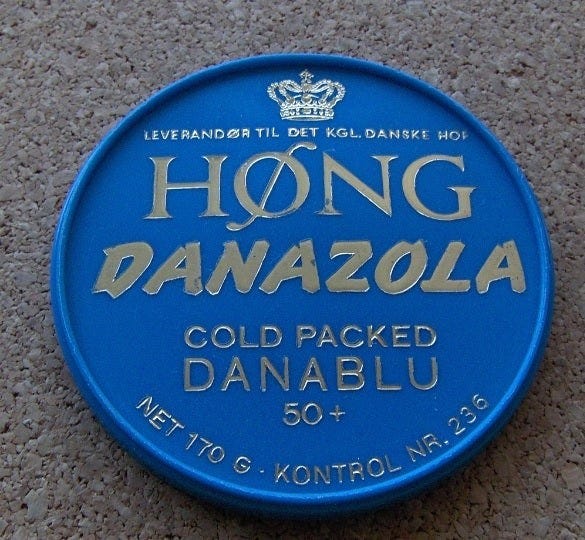 LEVERANDØR TIL DET KGL. DANSKE HOF
HØNG
DANAZOLA
COLD PACKED
DANABLU
50+
NET 170 G · KONTROL NR. 236